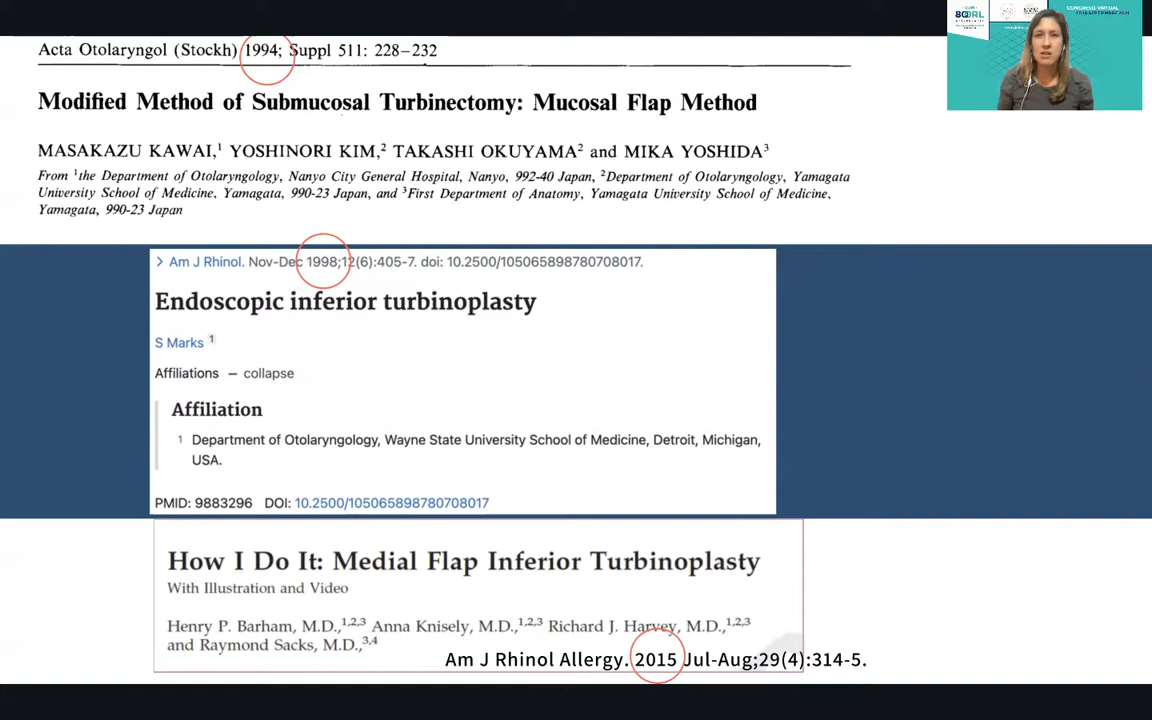 Acta Otolaryngol (Stockh) 1994; Suppl 511: 228–232
Modified Method of Submucosal Turbinectomy: Mucosal Flap Method
MASAKAZU KAWAI,¹ YOSHINORI KIM,² TAKASHI OKUYAMA² and MIKA YOSHIDA³
From ¹the Department of Otolaryngology, Nanyo City General Hospital, Nanyo, 992-40 Japan, ²Department of Otolaryngology, Yamagata
University School of Medicine, Yamagata, 990-23 Japan, and ³First Department of Anatomy, Yamagata University School of Medicine,
Yamagata, 990-23 Japan
> Am J Rhinol. Nov-Dec 1998;12(6):405-7. doi: 10.2500/105065898780708017.
Endoscopic inferior turbinoplasty
S Marks ¹
Affiliations – collapse
Affiliation
¹ Department of Otolaryngology, Wayne State University School of Medicine, Detroit, Michigan,
USA.
PMID: 9883296 DOI: 10.2500/105065898780708017
How I Do It: Medial Flap Inferior Turbinoplasty
With Illustration and Video
Henry P. Barham, M.D.,¹,²,³ Anna Knisely, M.D.,¹,²,³ Richard J. Harvey, M.D.,¹,²,³
and Raymond Sacks, M.D.,³,⁴
Am J Rhinol Allergy. 2015 Jul-Aug;29(4):314-5.
CONGRESO VIRTUAL